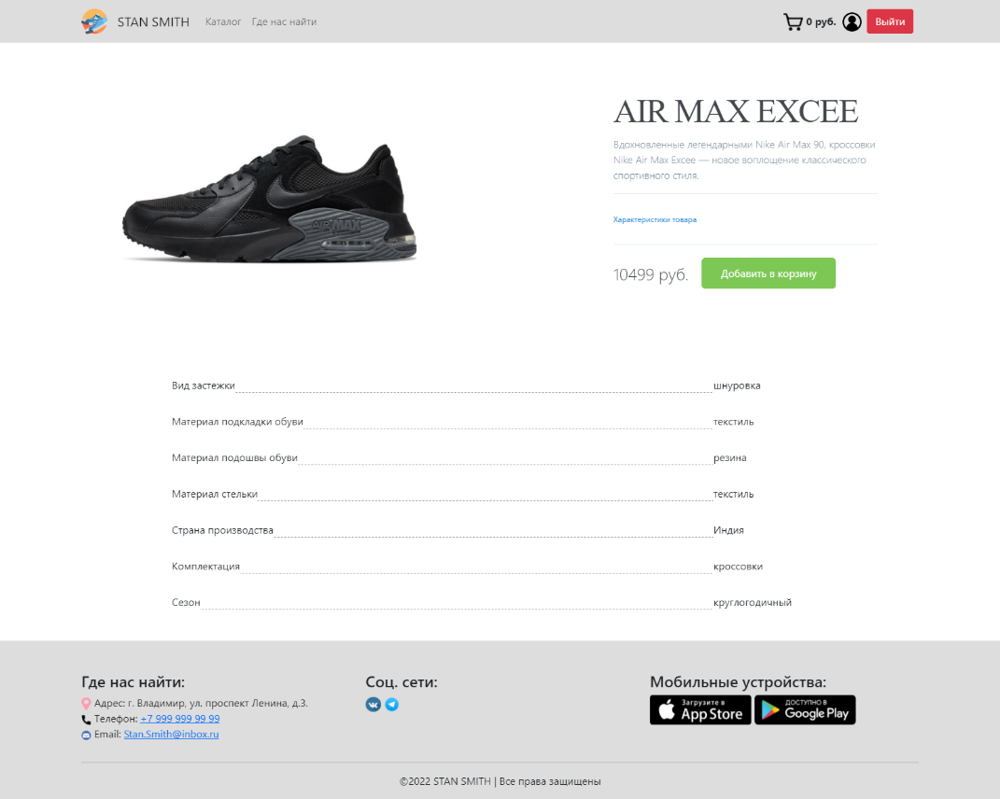 STAN SMITH
Каталог
Где нас найти
0 руб.
Выйти
AIR MAX EXCEE
Вдохновленные легендарными Nike Air Max 90, кроссовки
Nike Air Max Excee — новое воплощение классического
спортивного стиля.
Характеристики товара
10499 руб.
Добавить в корзину
AIR MAX
Вид застежки шнуровка
Материал подкладки обуви текстиль
Материал подошвы обуви резина
Материал стельки текстиль
Страна производства Индия
Комплектация кроссовки
Сезон круглогодичный
Где нас найти:
Адрес: г. Владимир, ул. проспект Ленина, д.3.
Телефон: +7 999 999 99 99
Email: Stan.Smith@inbox.ru
Соц. сети:
Мобильные устройства:
Загрузите в
App Store
ДОСТУПНО В
Google Play
©2022 STAN SMITH | Все права защищены